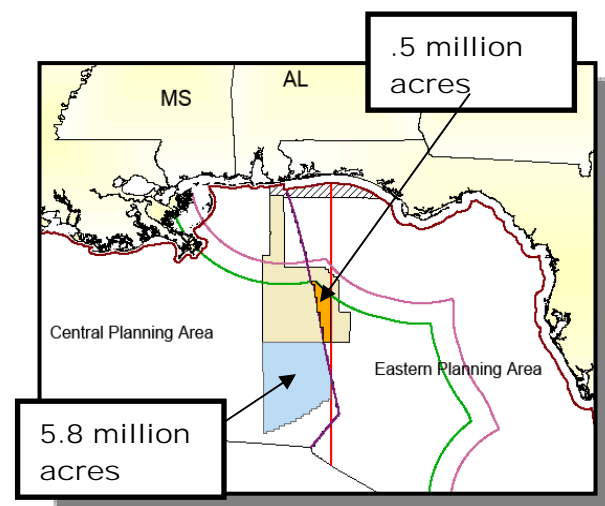 .5 million
acres
MS
AL
Central Planning Area
Eastern Planning Area
5.8 million
acres